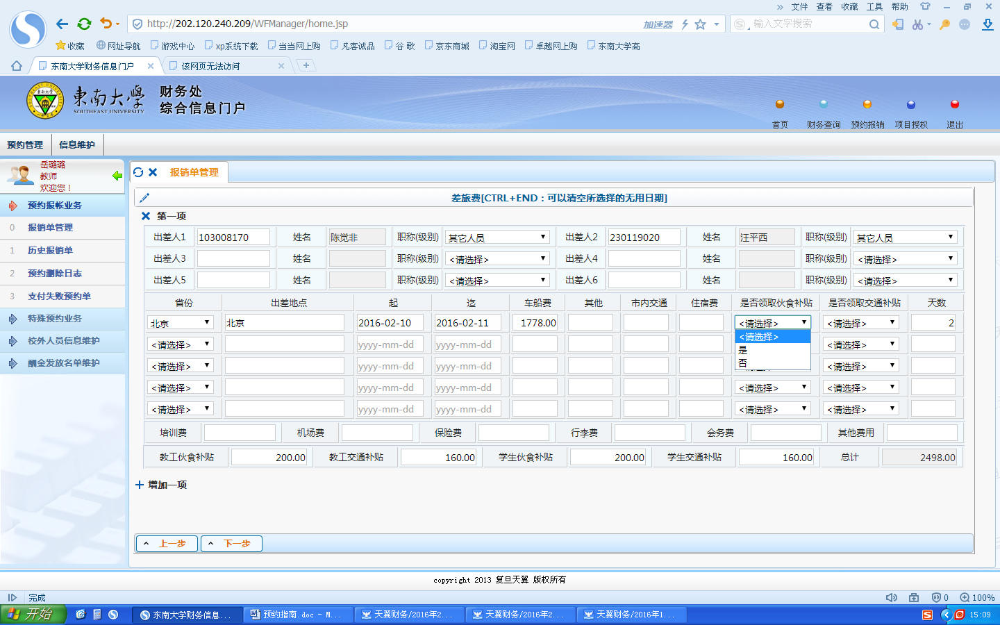 » 文件 查看 收藏 工具 帮助
http://202.120.240.209/WFManager/home.jsp 加速器 输入文字搜索
收藏 网址导航 游戏中心 xp系统下载 当当网上购 凡客诚品 谷 歌 京东商城 淘宝网 卓越网上购 东南大学高
东南大学财务信息门户 该网页无法访问
東南大學 财务处
SOUTHEAST UNIVERSITY 综合信息门户
首页 财务查询 预约报销 项目授权 退出
预约管理 信息维护
岳璐璐
教师
欢迎您！
预约报帐业务
0 报销单管理
1 历史报销单
2 预约删除日志
3 支付失败预约单
特殊预约业务
校外人员信息维护
酬金发放名单维护
报销单管理
差旅费[CTRL+END：可以清空所选择的无用日期]
第一项
出差人1 103008170 姓名 陈觉非 职称(级别) 其它人员 出差人2 230119020 姓名 汪平西 职称(级别) 其它人员
出差人3 姓名 职称(级别) <请选择> 出差人4 姓名 职称(级别) <请选择>
出差人5 姓名 职称(级别) <请选择> 出差人6 姓名 职称(级别) <请选择>
省份 出差地点 起 迄 车船费 其他 市内交通 住宿费 是否领取伙食补贴 是否领取交通补贴 天数
北京 北京 2016-02-10 2016-02-11 1778.00 <请选择> <请选择> 2
<请选择> yyyy-mm-dd yyyy-mm-dd <请选择> <请选择>
是
否
<请选择> yyyy-mm-dd yyyy-mm-dd <请选择>
<请选择> yyyy-mm-dd yyyy-mm-dd <请选择> <请选择>
<请选择> yyyy-mm-dd yyyy-mm-dd <请选择> <请选择>
培训费 机场费 保险费 行李费 会务费 其他费用
教工伙食补贴 200.00 教工交通补贴 160.00 学生伙食补贴 200.00 学生交通补贴 160.00 总计 2498.00
增加一项
上一步 下一步
copyright 2013 复旦天翼 版权所有
完成 0 100%
开始 东南大学财务信息... 预约指南.doc - M... 天翼财务/2016年2... 天翼财务/2016年2... 天翼财务/2016年1... 15:09